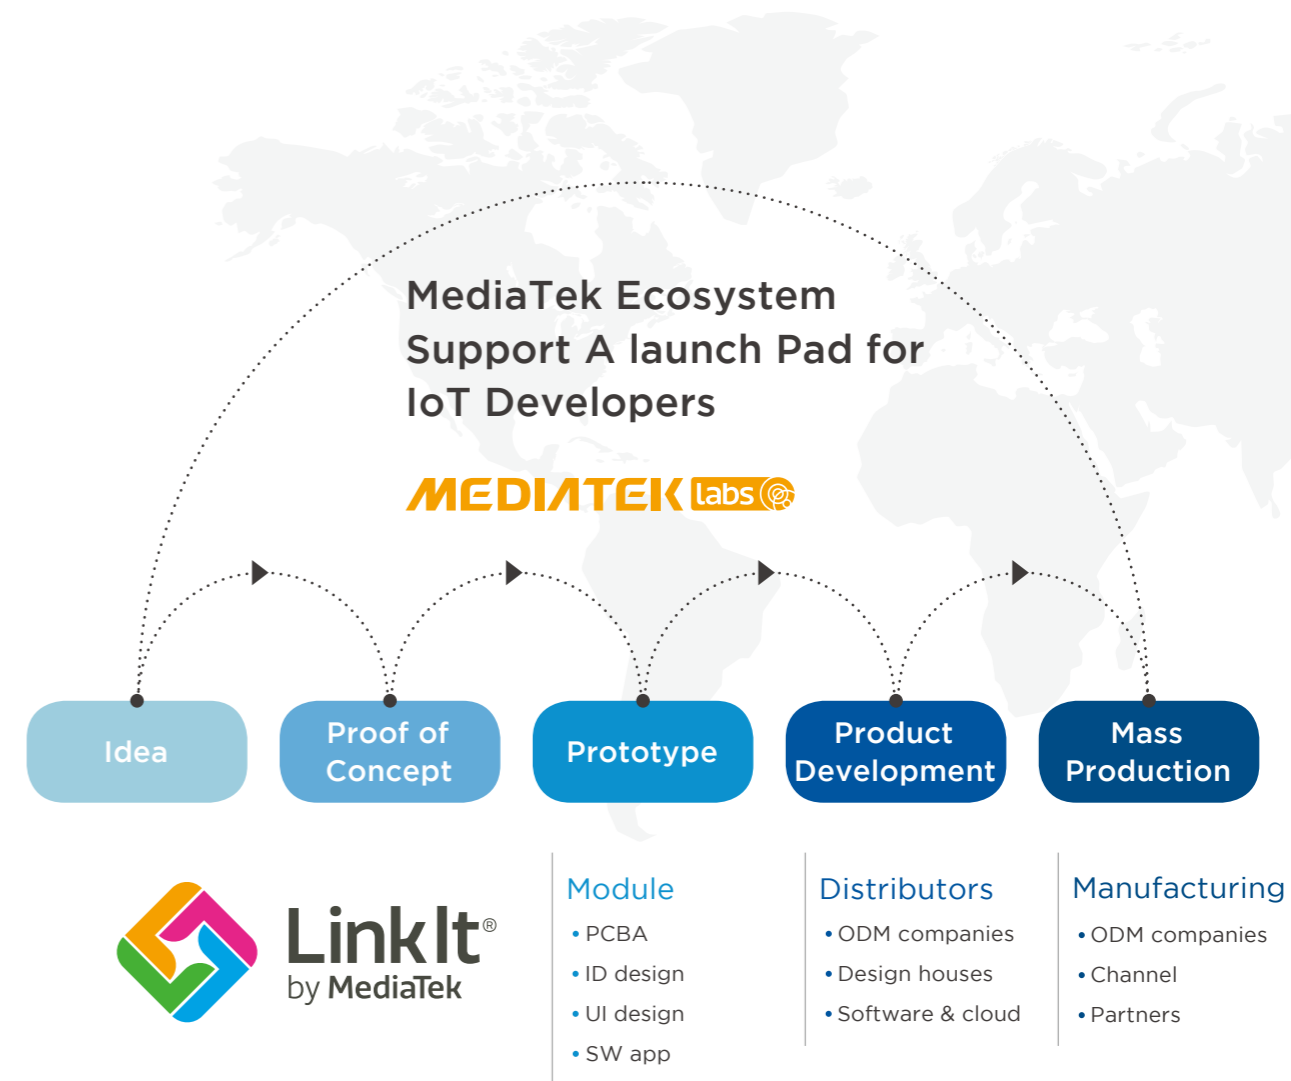 MediaTek Ecosystem
Support A launch Pad for
IoT Developers
MEDIATEK labs
Idea
Proof of
Concept
Prototype
Product
Development
Mass
Production
LinkIt®
by MediaTek
Module
• PCBA
• ID design
• UI design
• SW app
Distributors
• ODM companies
• Design houses
• Software & cloud
Manufacturing
• ODM companies
• Channel
• Partners